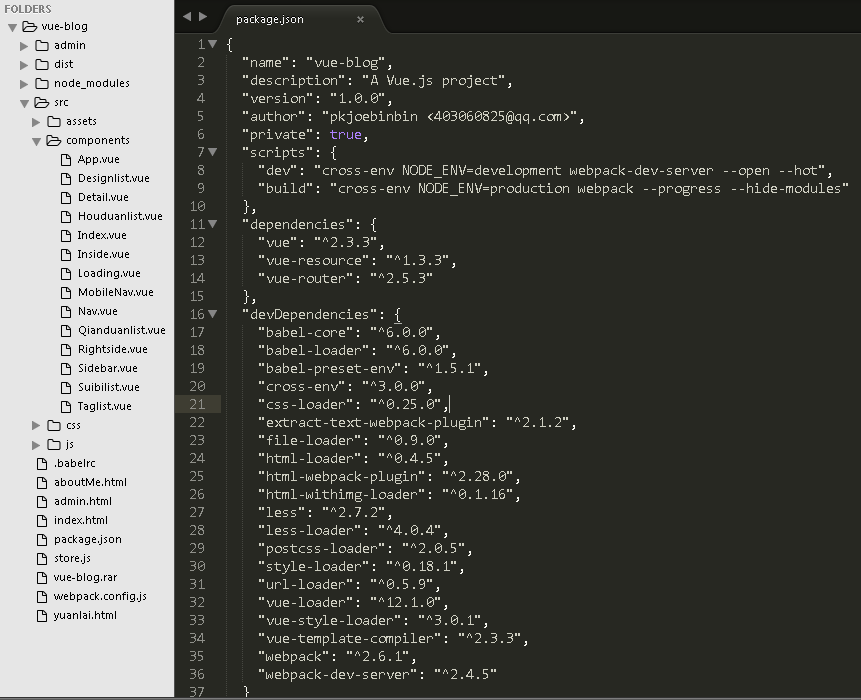 FOLDERS
vue-blog
admin
dist
node_modules
src
assets
components
App.vue
Designlist.vue
Detail.vue
Houduanlist.vue
Index.vue
Inside.vue
Loading.vue
MobileNav.vue
Nav.vue
Qianduanlist.vue
Rightside.vue
Sidebar.vue
Suibilist.vue
Taglist.vue
css
js
.babelrc
aboutMe.html
admin.html
index.html
package.json
store.js
vue-blog.rar
webpack.config.js
yuanlai.html
package.json ×
1 {
2 "name": "vue-blog",
3 "description": "A Vue.js project",
4 "version": "1.0.0",
5 "author": "pkjoebinbin <403060825@qq.com>",
6 "private": true,
7 "scripts": {
8 "dev": "cross-env NODE_ENV=development webpack-dev-server --open --hot",
9 "build": "cross-env NODE_ENV=production webpack --progress --hide-modules"
10 },
11 "dependencies": {
12 "vue": "^2.3.3",
13 "vue-resource": "^1.3.3",
14 "vue-router": "^2.5.3"
15 },
16 "devDependencies": {
17 "babel-core": "^6.0.0",
18 "babel-loader": "^6.0.0",
19 "babel-preset-env": "^1.5.1",
20 "cross-env": "^3.0.0",
21 "css-loader": "^0.25.0",
22 "extract-text-webpack-plugin": "^2.1.2",
23 "file-loader": "^0.9.0",
24 "html-loader": "^0.4.5",
25 "html-webpack-plugin": "^2.28.0",
26 "html-withimg-loader": "^0.1.16",
27 "less": "^2.7.2",
28 "less-loader": "^4.0.4",
29 "postcss-loader": "^2.0.5",
30 "style-loader": "^0.18.1",
31 "url-loader": "^0.5.9",
32 "vue-loader": "^12.1.0",
33 "vue-style-loader": "^3.0.1",
34 "vue-template-compiler": "^2.3.3",
35 "webpack": "^2.6.1",
36 "webpack-dev-server": "^2.4.5"
37 }